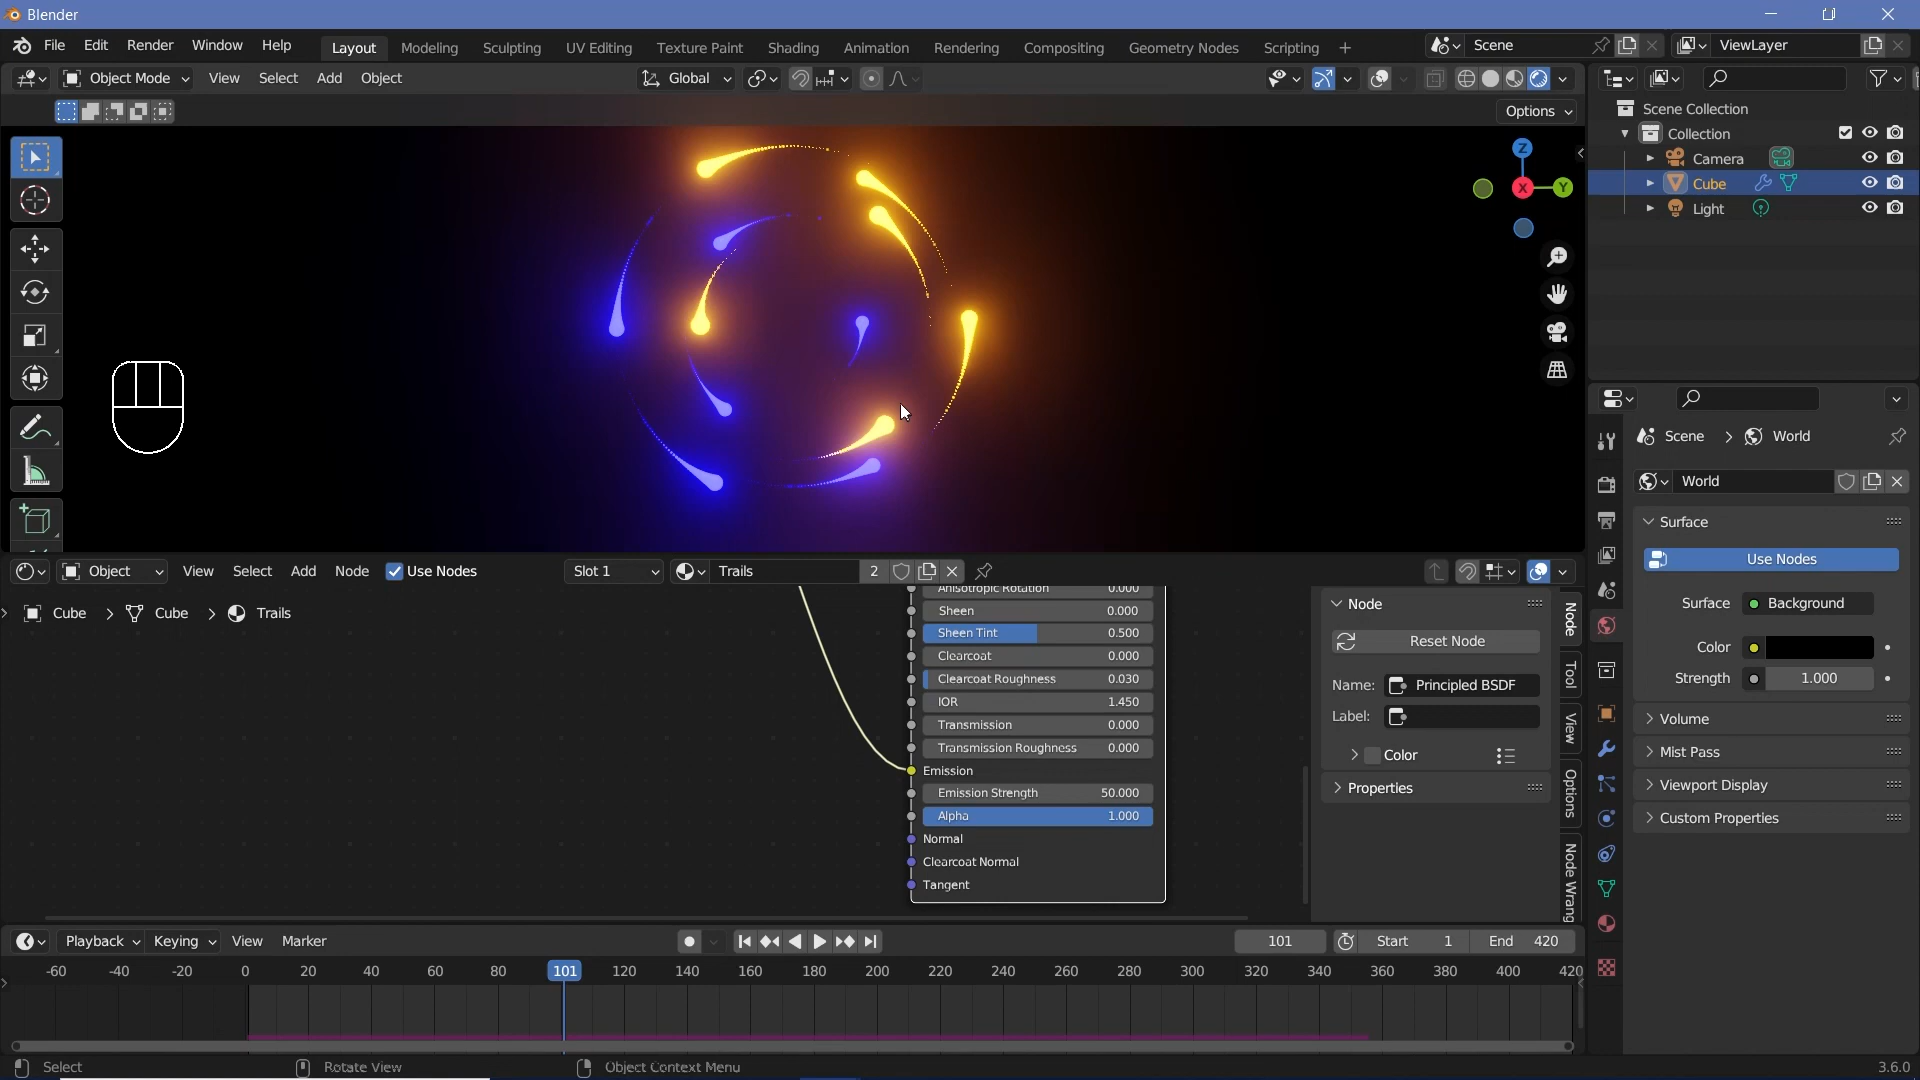 Blender
File Edit Render Window Help Layout Modeling Sculpting UV Editing Texture Paint Shading Animation Rendering Compositing Geometry Nodes Scripting + Scene ViewLayer
Object Mode View Select Add Object Global
Options
Z
X Y
Scene Collection
Collection
Camera
Cube
Light
Scene > World
World
Surface
Use Nodes
Surface Background
Color
Strength 1.000
Volume
Mist Pass
Viewport Display
Custom Properties
Object View Select Add Node Use Nodes Slot 1 Trails 2
Cube > Cube > Trails
Anisotropic Rotation 0.000
Sheen 0.000
Sheen Tint 0.500
Clearcoat 0.000
Clearcoat Roughness 0.030
IOR 1.450
Transmission 0.000
Transmission Roughness 0.000
Emission
Emission Strength 50.000
Alpha 1.000
Normal
Clearcoat Normal
Tangent
Node
Reset Node
Name: Principled BSDF
Label:
Color
Properties
Node
Tool
View
Options
Node Wrang
Playback Keying View Marker 101 Start 1 End 420
-60 -40 -20 0 20 40 60 80 101 120 140 160 180 200 220 240 260 280 300 320 340 360 380 400 420
Select Rotate View Object Context Menu 3.6.0